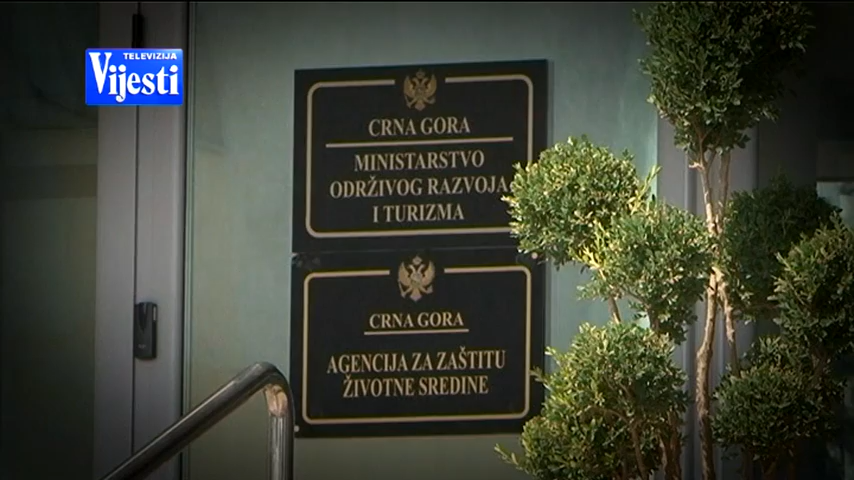 TELEVIZIJA
Vijesti
CRNA GORA
MINISTARSTVO
ODRŽIVOG RAZVOJA
I TURIZMA
CRNA GORA
AGENCIJA ZA ZAŠTITU
ŽIVOTNE SREDINE